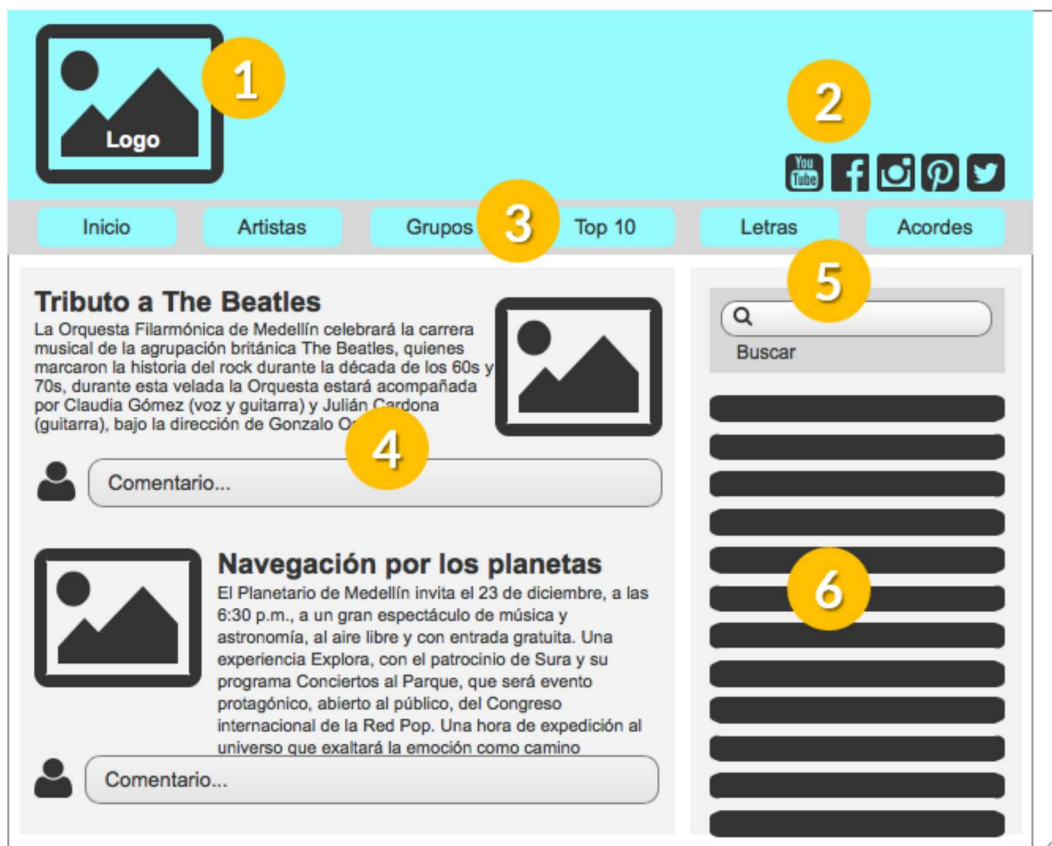 1
Logo
2
You
Tube
Inicio
Artistas
Grupos
3
Top 10
Letras
Acordes
Tributo a The Beatles
La Orquesta Filarmónica de Medellín celebrará la carrera
musical de la agrupación británica The Beatles, quienes
marcaron la historia del rock durante la década de los 60s y
70s, durante esta velada la Orquesta estará acompañada
por Claudia Gómez (voz y guitarra) y Julián Cardona
(guitarra), bajo la dirección de Gonzalo
4
Comentario...
Navegación por los planetas
El Planetario de Medellín invita el 23 de diciembre, a las
6:30 p.m., a un gran espectáculo de música y
astronomía, al aire libre y con entrada gratuita. Una
experiencia Explora, con el patrocinio de Sura y su
programa Conciertos al Parque, que será evento
protagónico, abierto al público, del Congreso
internacional de la Red Pop. Una hora de expedición al
universo que exaltará la emoción como camino
Comentario...
5
Buscar
6